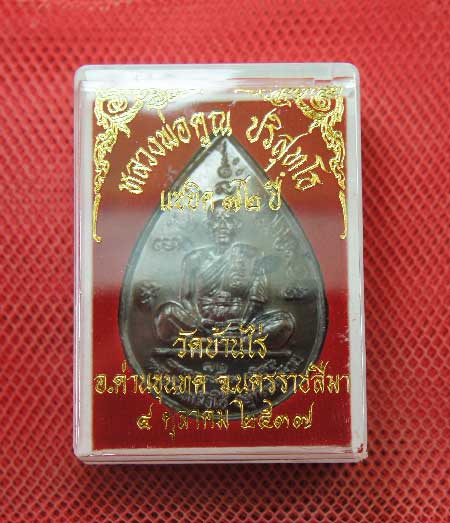 หลวงพ่อคูณ ปริสุทฺโธ
แซยิด ๗๒ ปี
วัดบ้านไร่
อ.ด่านขุนทด จ.นครราชสีมา
๔ ตุลาคม ๒๕๓๗